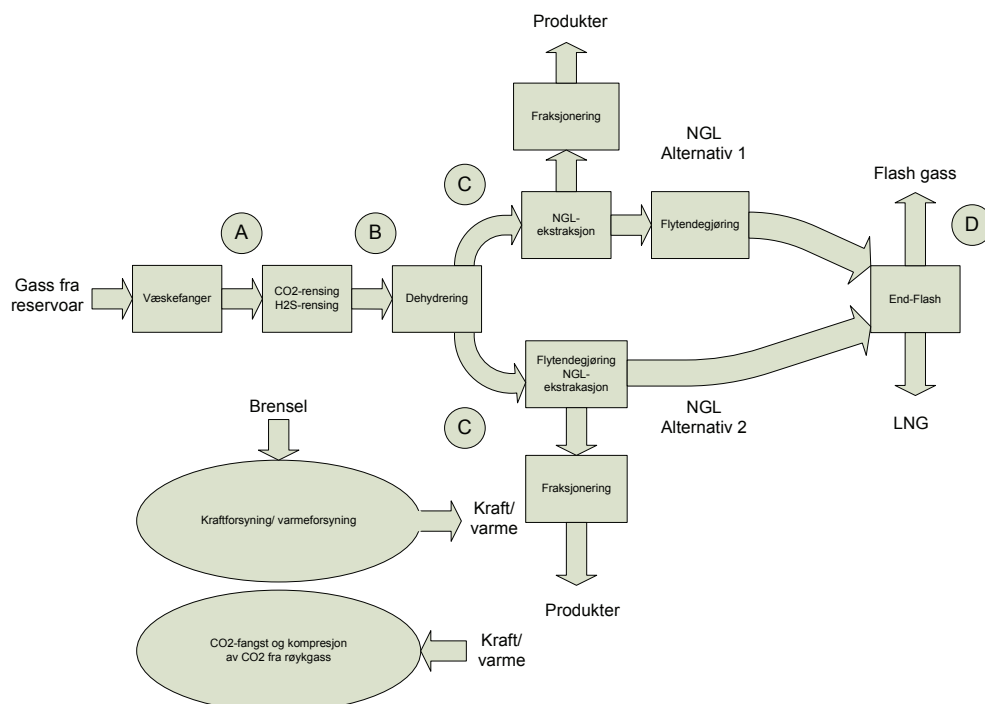 Produkter
Fraksjonering
NGL
Alternativ 1
Flash gass
C
A
B
NGL-
ekstraksjon
Flytendegjøring
D
Gass fra
reservoar
Væskefanger
CO2-rensing
H2S-rensing
Dehydrering
End-Flash
Flytendegjøring
NGL-
ekstrakasjon
Brensel
C
NGL
Alternativ 2
LNG
Kraftforsyning/ varmeforsyning
Kraft/
varme
Fraksjonering
Produkter
CO2-fangst og kompresjon
av CO2 fra røykgass
Kraft/
varme